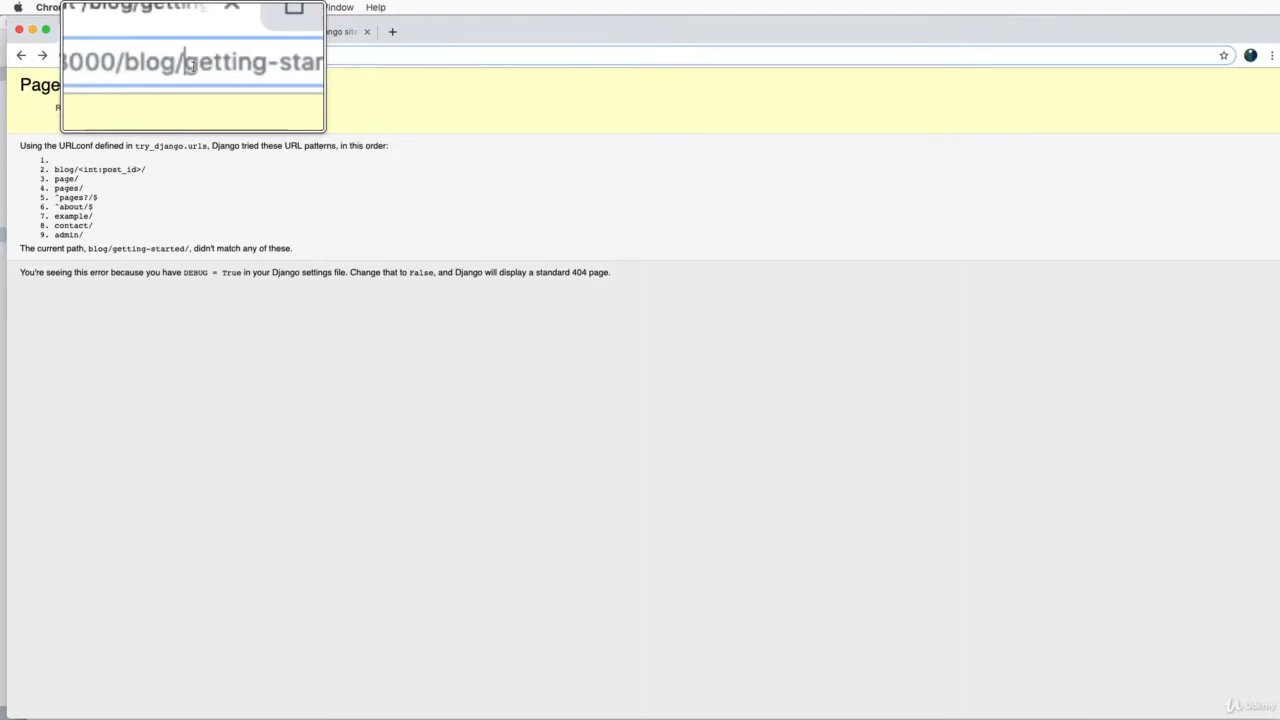 Window Help
ngo site
8000/blog/getting-star
Page
Using the URLconf defined in try_django.urls, Django tried these URL patterns, in this order:
1.
2. blog/<int:post_id>/
3. page/
4. pages/
5. ^pages?/$
6. ^about/$
7. example/
8. contact/
9. admin/
The current path, blog/getting-started/, didn't match any of these.
You're seeing this error because you have DEBUG = True in your Django settings file. Change that to False, and Django will display a standard 404 page.
Udemy